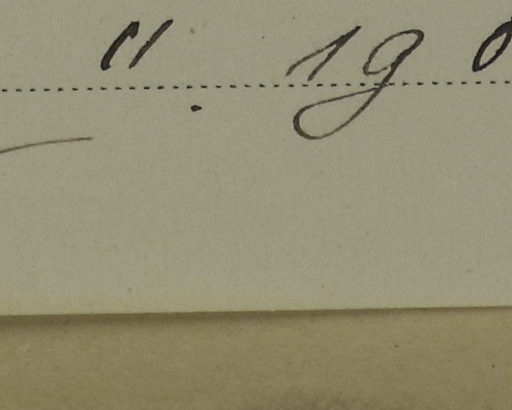 " . 19